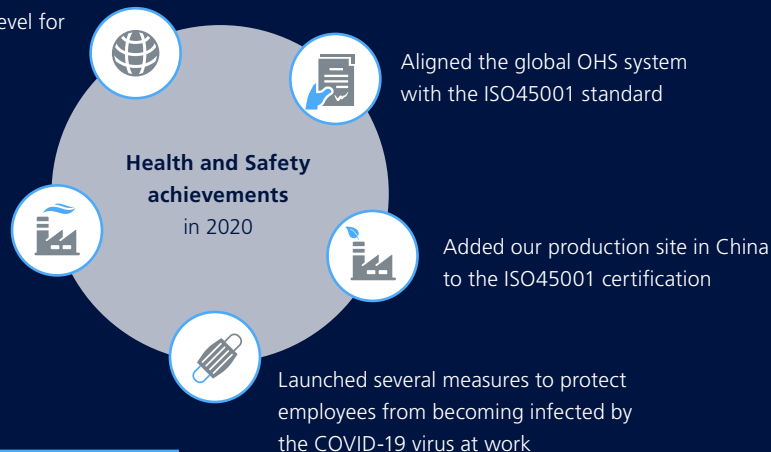 evel for
Aligned the global OHS system
with the ISO45001 standard
Health and Safety
achievements
in 2020
Added our production site in China
to the ISO45001 certification
Launched several measures to protect
employees from becoming infected by
the COVID-19 virus at work